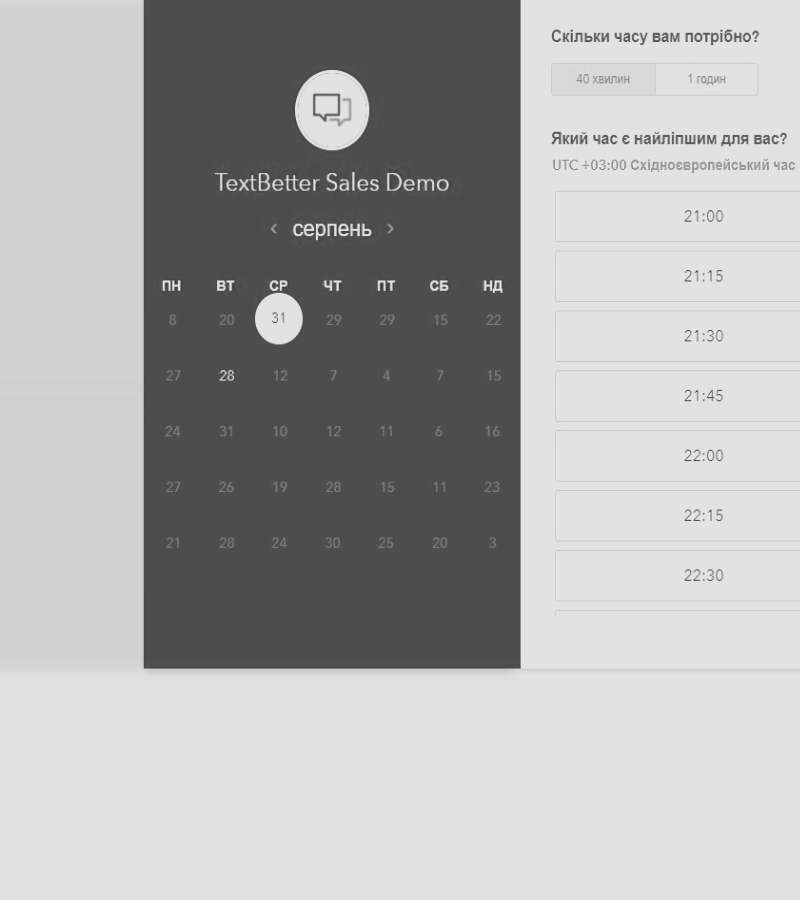 TextBetter Sales Demo
серпень
ПН ВТ СР ЧТ ПТ СБ НД
8 20 31 29 29 15 22
27 28 12 7 4 7 15
24 31 10 12 11 6 16
27 26 19 28 15 11 23
21 28 24 30 25 20 3
Скільки часу вам потрібно?
40 хвилин 1 годин
Який час є найліпшим для вас?
UTC +03:00 Східноєвропейський час
21:00
21:15
21:30
21:45
22:00
22:15
22:30